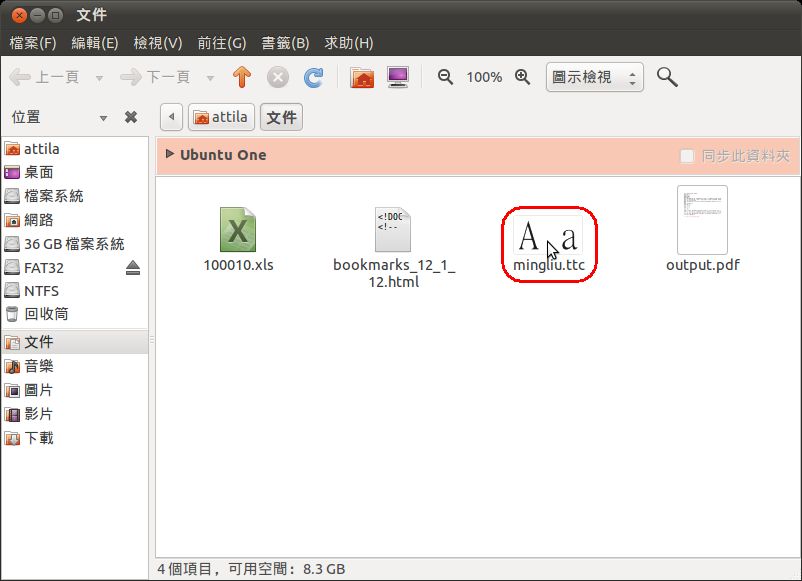 文件
檔案(F) 編輯(E) 檢視(V) 前往(G) 書籤(B) 求助(H)
上一頁 下一頁 100% 圖示檢視
位置 attila 文件
Ubuntu One 同步此資料夾
attila
桌面
檔案系統
網路
36 GB 檔案系統
FAT32
NTFS
回收筒
文件
音樂
圖片
影片
下載
X
100010.xls
<!DOC
<!--
bookmarks_12_1_
12.html
A a
mingliu.ttc
output.pdf
4 個項目，可用空間：8.3 GB